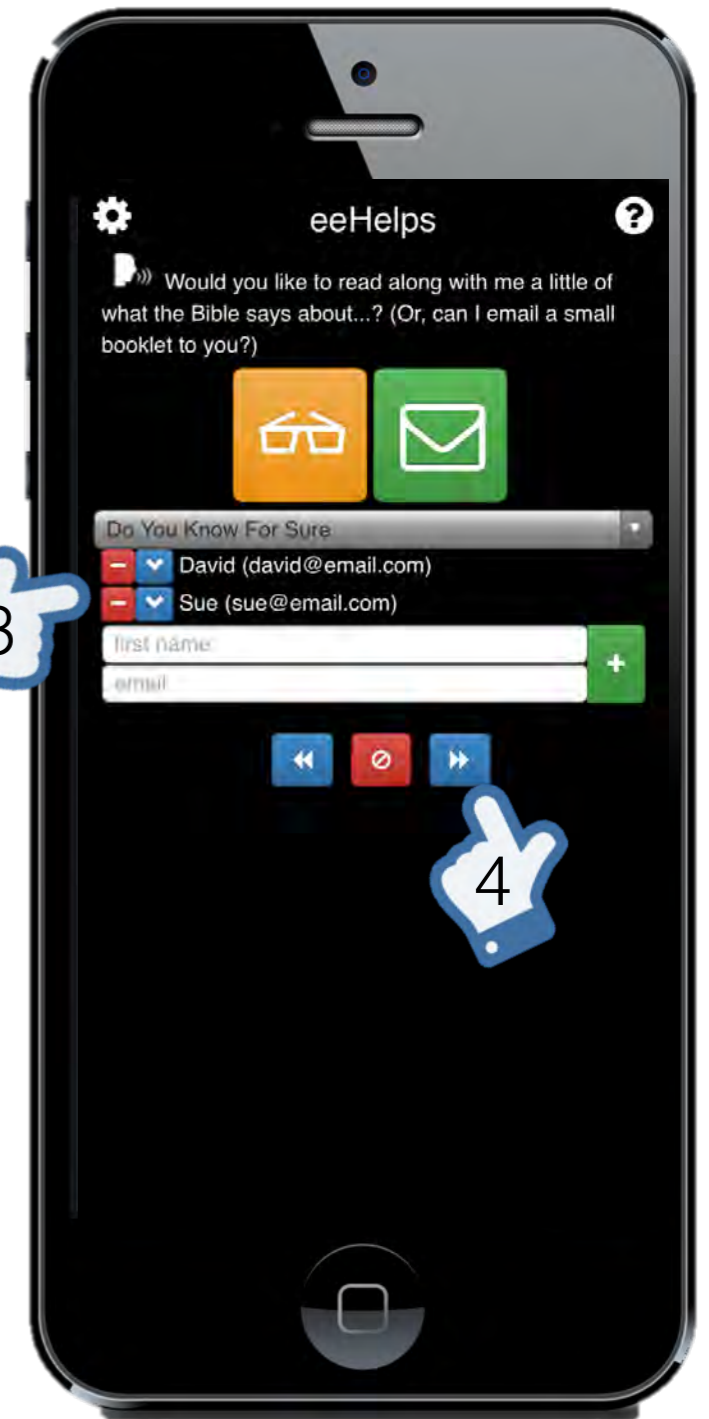 eeHelps
Would you like to read along with me a little of
what the Bible says about...? (Or, can I email a small
booklet to you?)
Do You Know For Sure
David (david@email.com)
Sue (sue@email.com)
first name
email
3
4